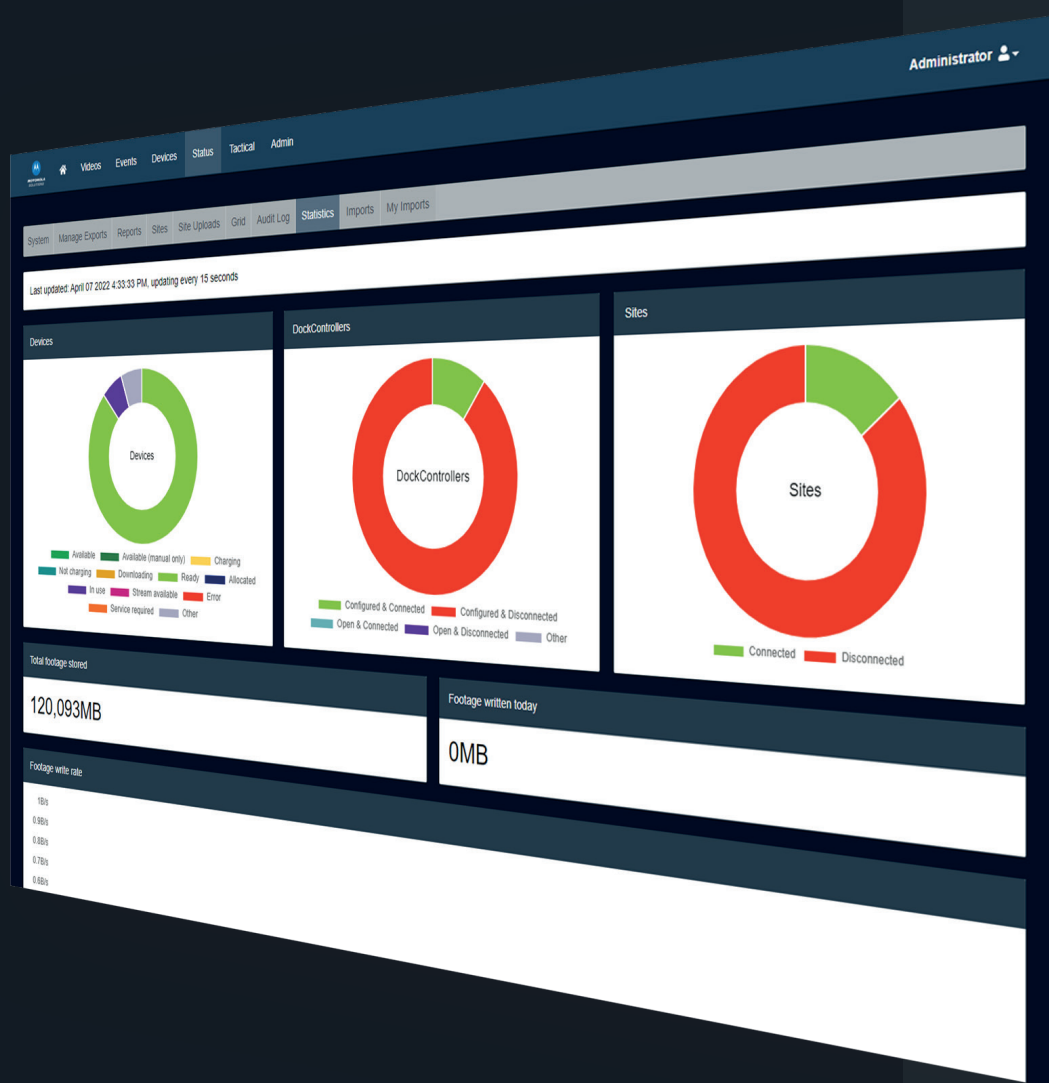 Administrator
MOTOROLA
SOLUTIONS
Videos Events Devices Status Tactical Admin
System Manage Exports Reports Sites Site Uploads Grid Audit Log Statistics Imports My Imports
Last updated: April 07 2022 4:33:33 PM, updating every 15 seconds
Devices
DockControllers
Sites
Devices
DockControllers
Sites
Available Available (manual only) Charging
Not charging Downloading Ready Allocated
In use Stream available Error
Service required Other
Configured & Connected Configured & Disconnected
Open & Connected Open & Disconnected Other
Connected Disconnected
Total footage stored
120,093MB
Footage written today
0MB
Footage write rate
1B/s
0.9B/s
0.8B/s
0.7B/s
0.6B/s